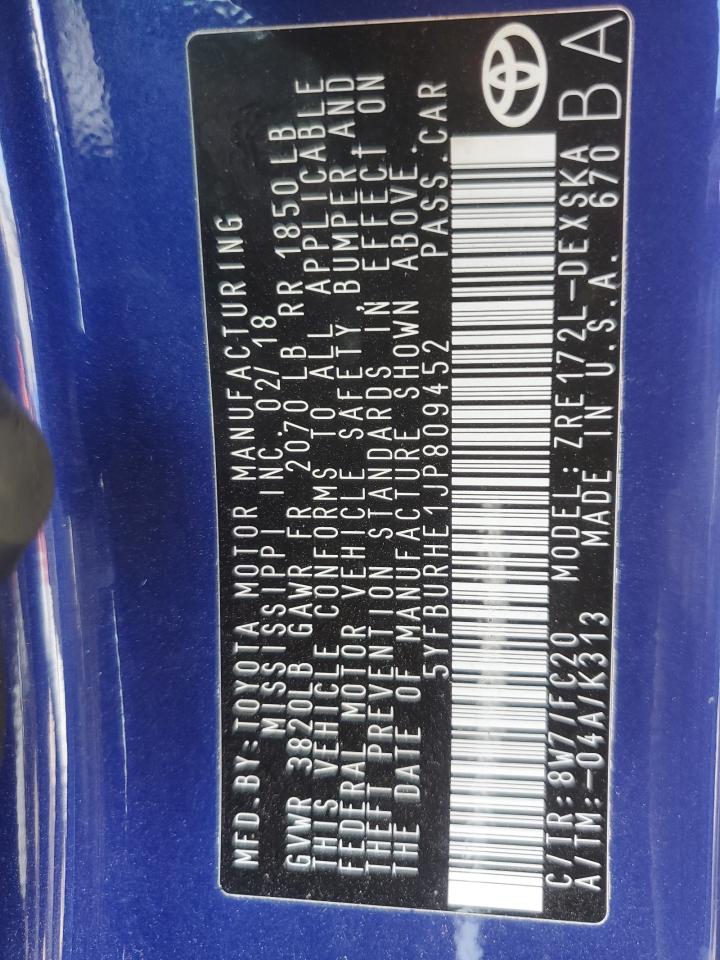 MFD.BY:TOYOTA MOTOR MANUFACTURING
MISSISSIPPI INC. 02/18
GVWR 3820LB GAWR FR 2070LB RR 1850LB
THIS VEHICLE CONFORMS TO ALL APPLICABLE
FEDERAL MOTOR VEHICLE SAFETY, BUMPER AND
THEFT PREVENTION STANDARDS IN EFFECT ON
THE DATE OF MANUFACTURE SHOWN ABOVE.
5YFBURHE1JP809452 PASS.CAR
C/TR:8W7/FC20 MODEL:ZRE172L-DEXSKA
A/TM:-04A/K313 MADE IN U.S.A. 670
BA